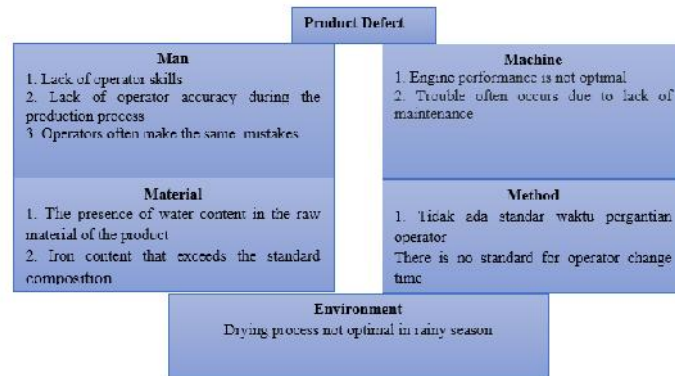 Product Defect
Man
1. Lack of operator skills
2. Lack of operator accuracy during the
production process
3. Operators often make the same mistakes
Machine
1. Engine performance is not optimal
2. Trouble often occurs due to lack of
maintenance
Material
1. The presence of water content in the raw
material of the product
2. Iron content that exceeds the standard
composition
Method
1. Tidak ada standar waktu pergantian
operator
There is no standard for operator change
time
Environment
Drying process not optimal in rainy season